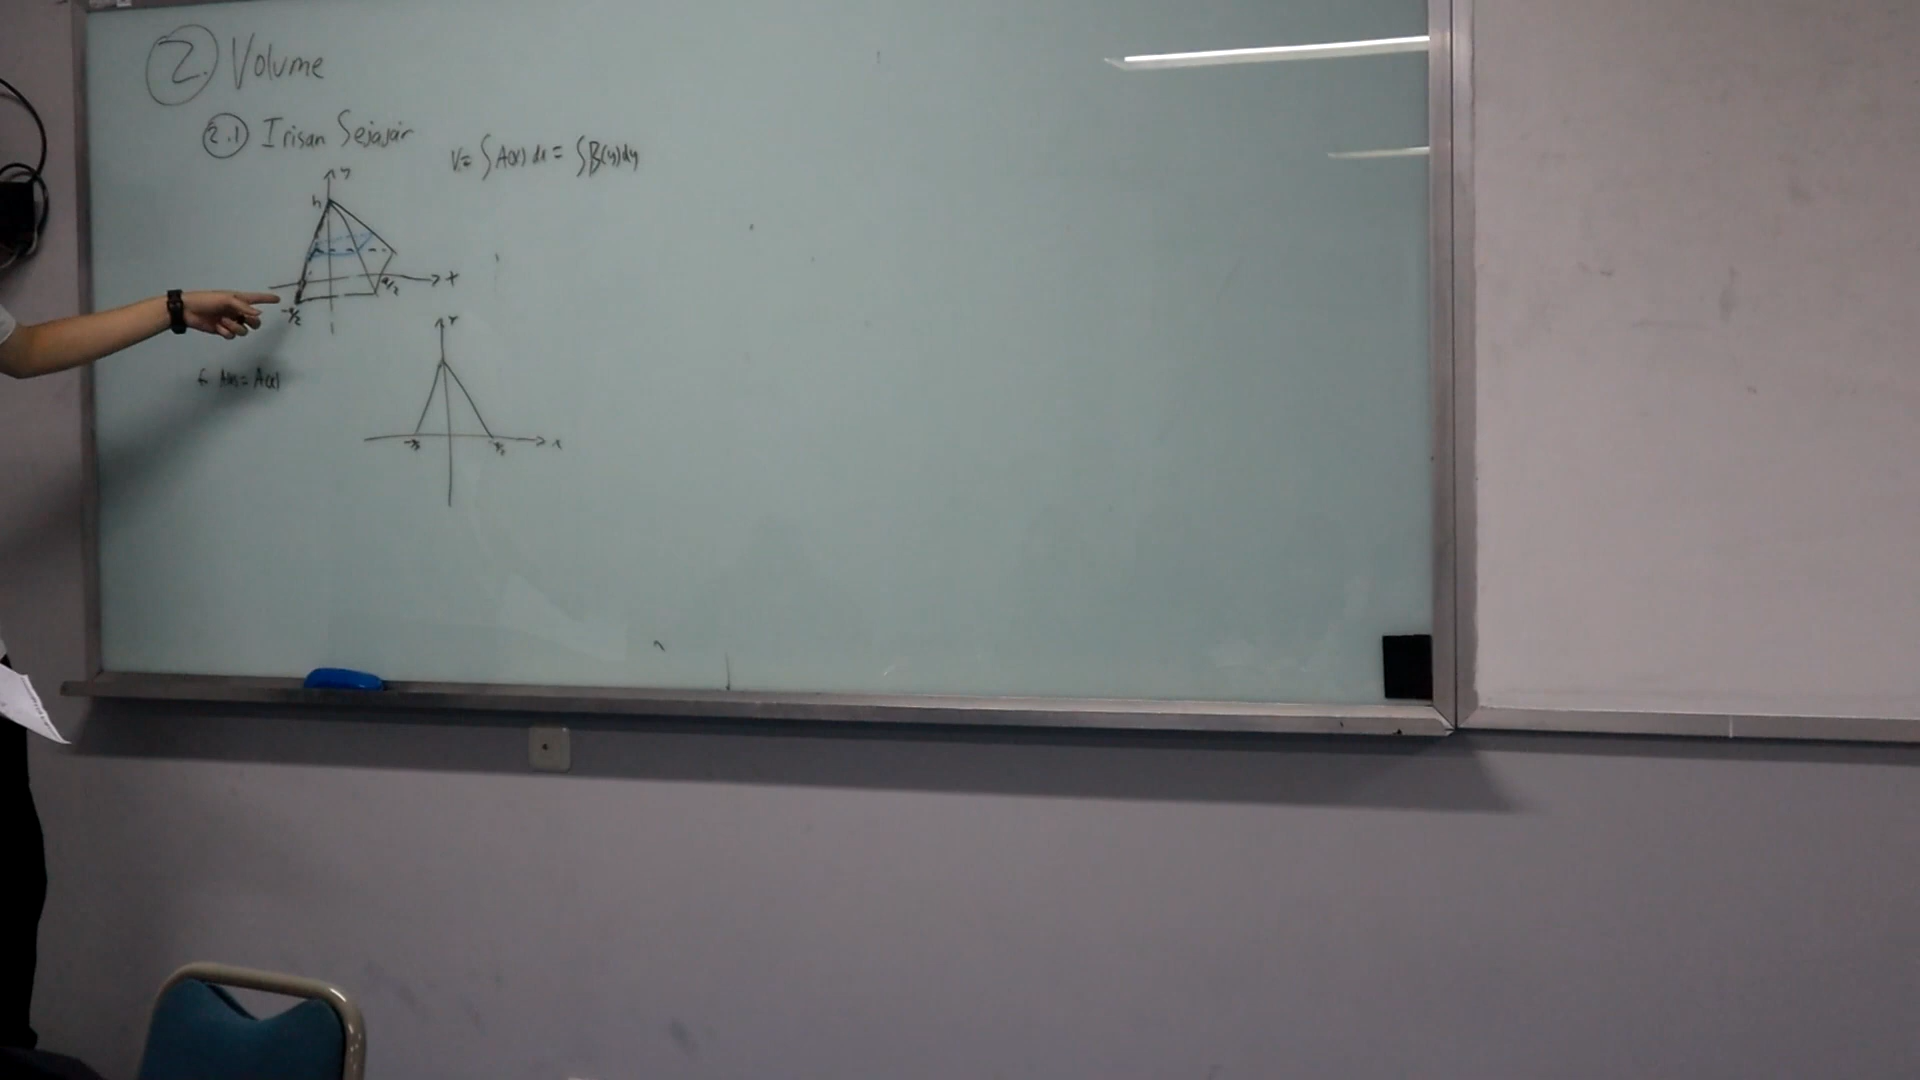 2. Volume
2.1 Irisan Sejajar
V = ∫A(x) dx = ∫B(y) dy
y
h
x
-a/2
a/2
Y
= A(x)
x